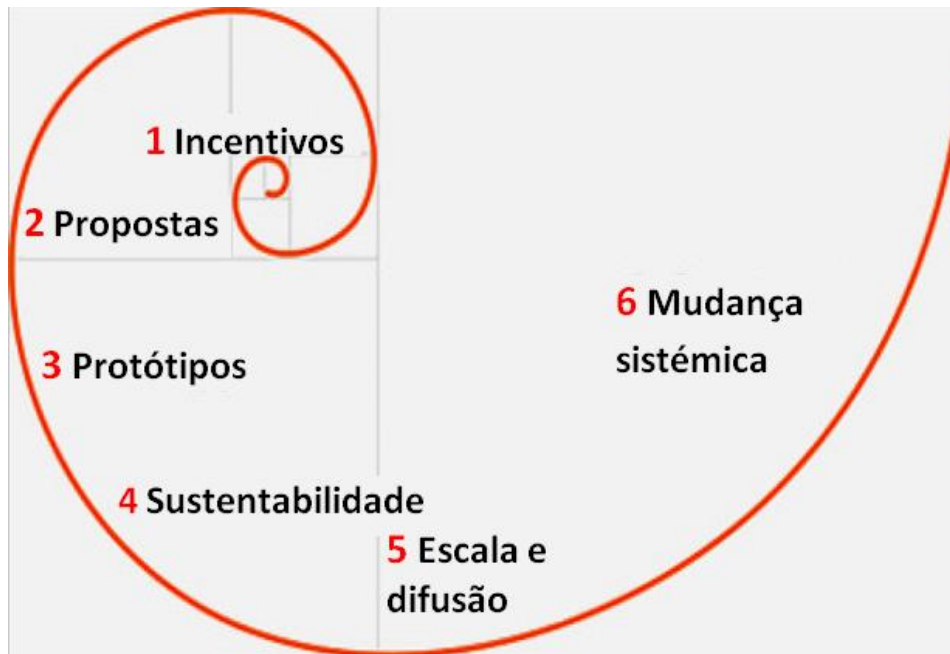 1 Incentivos
2 Propostas
3 Protótipos
4 Sustentabilidade
5 Escala e
difusão
6 Mudança
sistémica